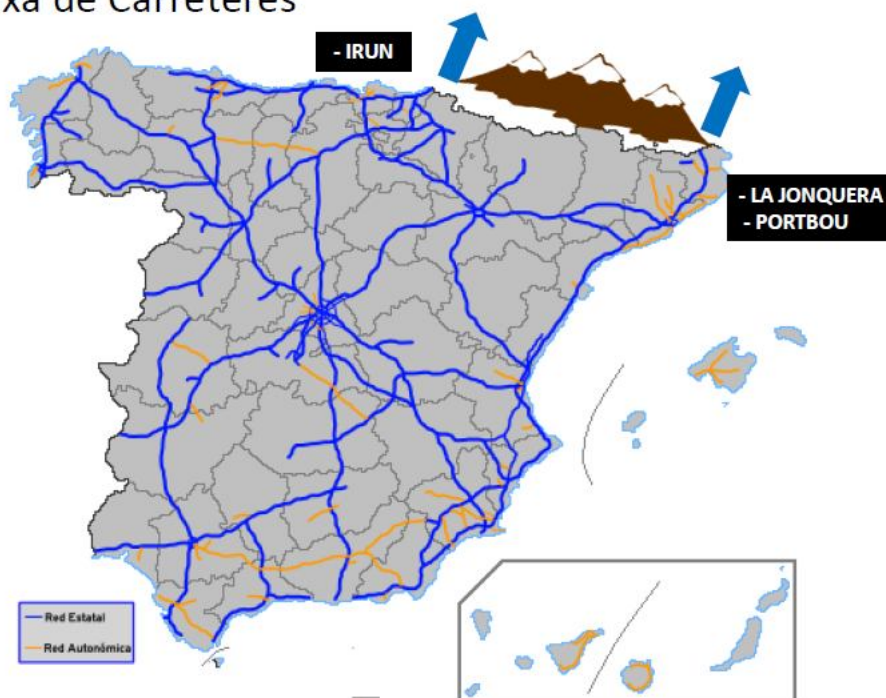 xa de Carreteres
- IRUN
- LA JONQUERA
- PORTBOU
Red Estatal
Red Autonómica